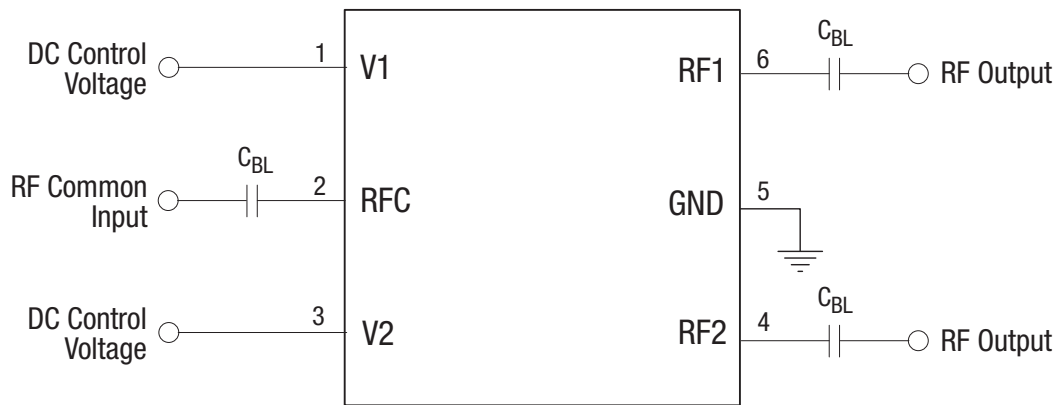 DC Control
Voltage
1
V1
RF1
6
C_BL
RF Output
RF Common
Input
C_BL
2
RFC
GND
5
DC Control
Voltage
3
V2
RF2
4
C_BL
RF Output